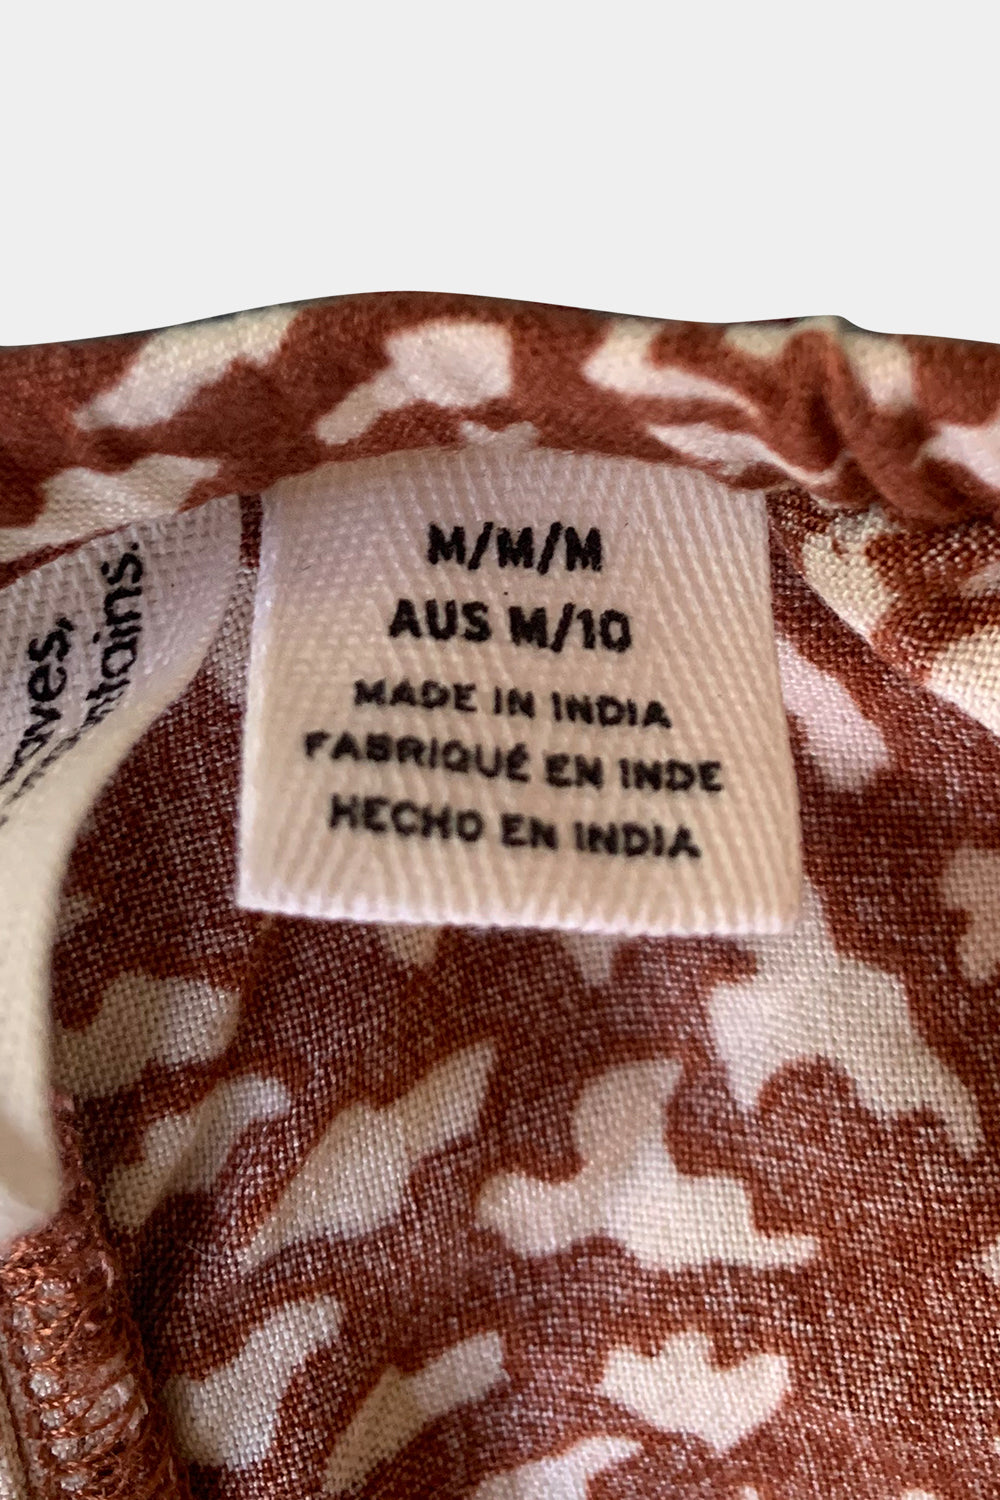 M/M/M
AUS M/10
MADE IN INDIA
FABRIQUÉ EN INDE
HECHO EN INDIA